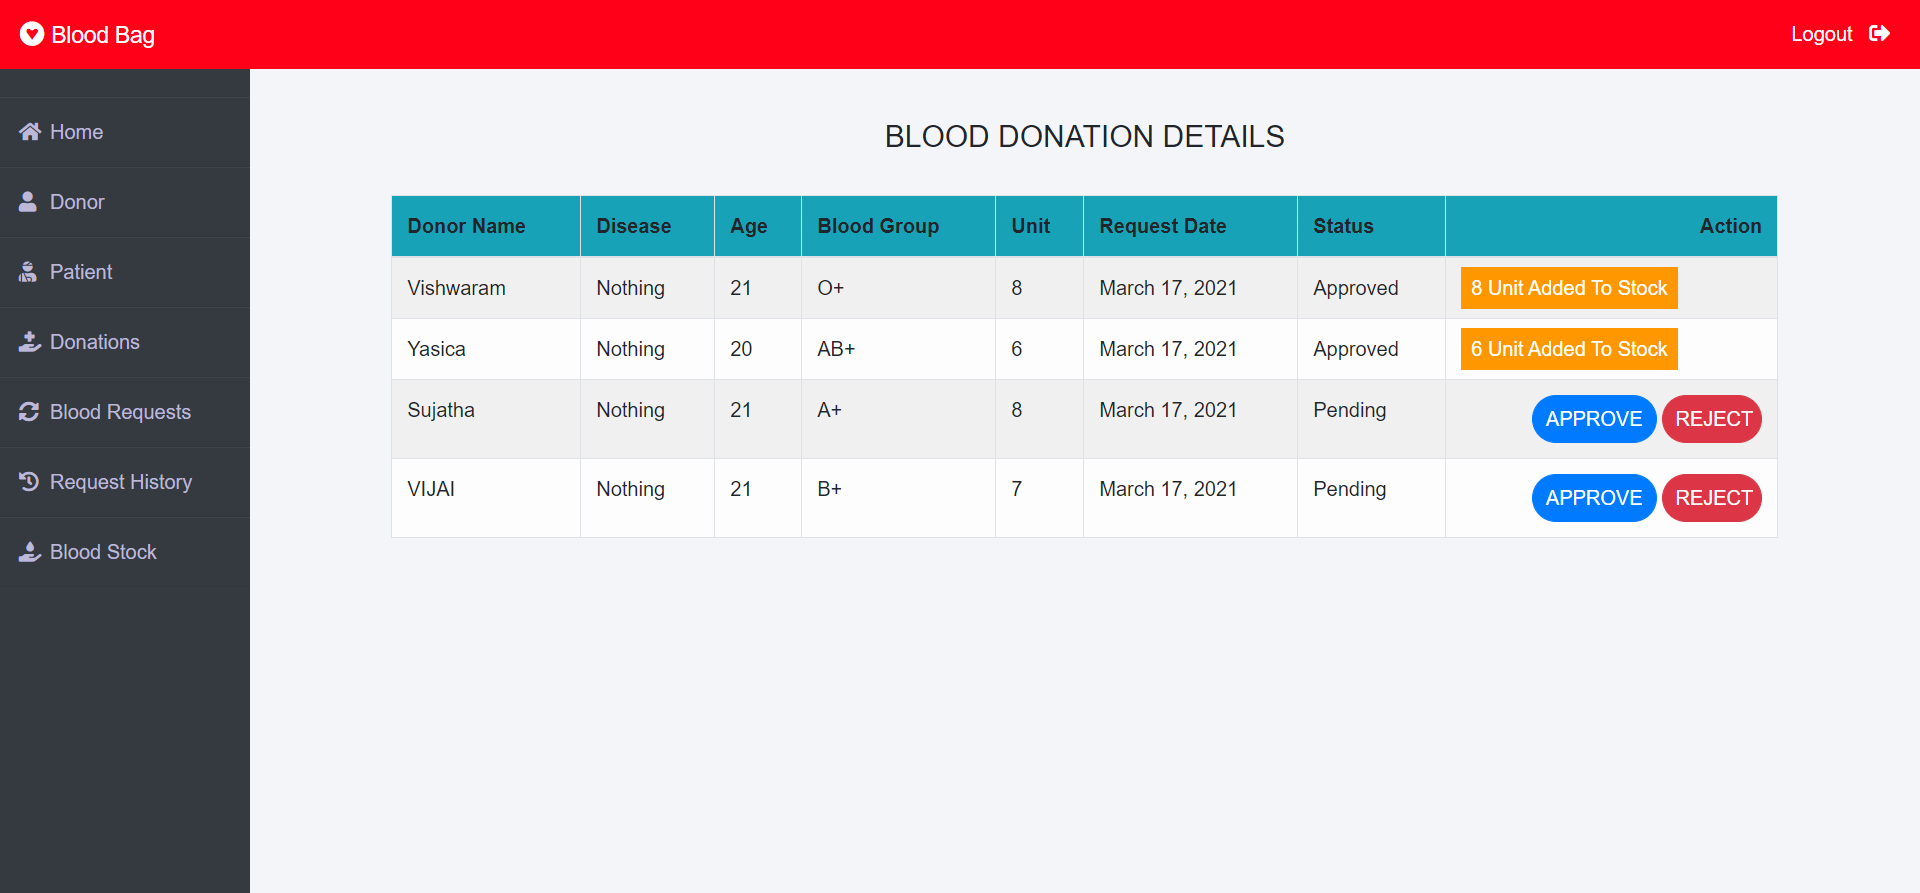 Blood Bag
Logout
Home
Donor
Patient
Donations
Blood Requests
Request History
Blood Stock
BLOOD DONATION DETAILS
Donor Name Disease Age Blood Group Unit Request Date Status Action
Vishwaram Nothing 21 O+ 8 March 17, 2021 Approved 8 Unit Added To Stock
Yasica Nothing 20 AB+ 6 March 17, 2021 Approved 6 Unit Added To Stock
Sujatha Nothing 21 A+ 8 March 17, 2021 Pending APPROVE REJECT
VIJAI Nothing 21 B+ 7 March 17, 2021 Pending APPROVE REJECT